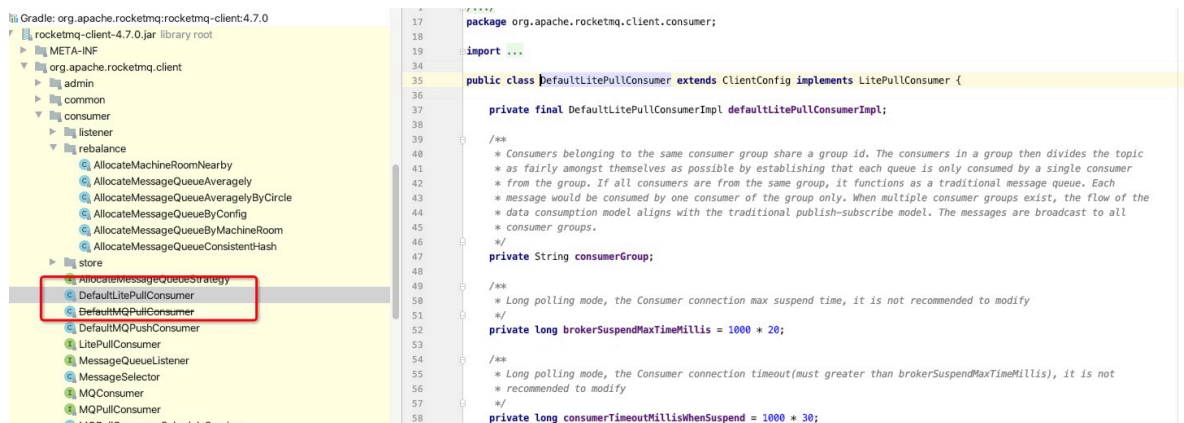 Gradle: org.apache.rocketmq:rocketmq-client:4.7.0
rocketmq-client-4.7.0.jar library root
META-INF
org.apache.rocketmq.client
admin
common
consumer
listener
rebalance
AllocateMachineRoomNearby
AllocateMessageQueueAveragely
AllocateMessageQueueAveragelyByCircle
AllocateMessageQueueByConfig
AllocateMessageQueueByMachineRoom
AllocateMessageQueueConsistentHash
store
AllocateMessageQueueStrategy
DefaultLitePullConsumer
DefaultMQPullConsumer
DefaultMQPushConsumer
LitePullConsumer
MessageQueueListener
MessageSelector
MQConsumer
MQPullConsumer
17 package org.apache.rocketmq.client.consumer;
18
19 import ...
34
35 public class DefaultLitePullConsumer extends ClientConfig implements LitePullConsumer {
36
37 private final DefaultLitePullConsumerImpl defaultLitePullConsumerImpl;
38
39 /**
40 * Consumers belonging to the same consumer group share a group id. The consumers in a group then divides the topic
41 * as fairly amongst themselves as possible by establishing that each queue is only consumed by a single consumer
42 * from the group. If all consumers are from the same group, it functions as a traditional message queue. Each
43 * message would be consumed by one consumer of the group only. When multiple consumer groups exist, the flow of the
44 * data consumption model aligns with the traditional publish-subscribe model. The messages are broadcast to all
45 * consumer groups.
46 */
47 private String consumerGroup;
48
49 /**
50 * Long polling mode, the Consumer connection max suspend time, it is not recommended to modify
51 */
52 private long brokerSuspendMaxTimeMillis = 1000 * 20;
53
54 /**
55 * Long polling mode, the Consumer connection timeout(must greater than brokerSuspendMaxTimeMillis), it is not
56 * recommended to modify
57 */
58 private long consumerTimeoutMillisWhenSuspend = 1000 * 30;